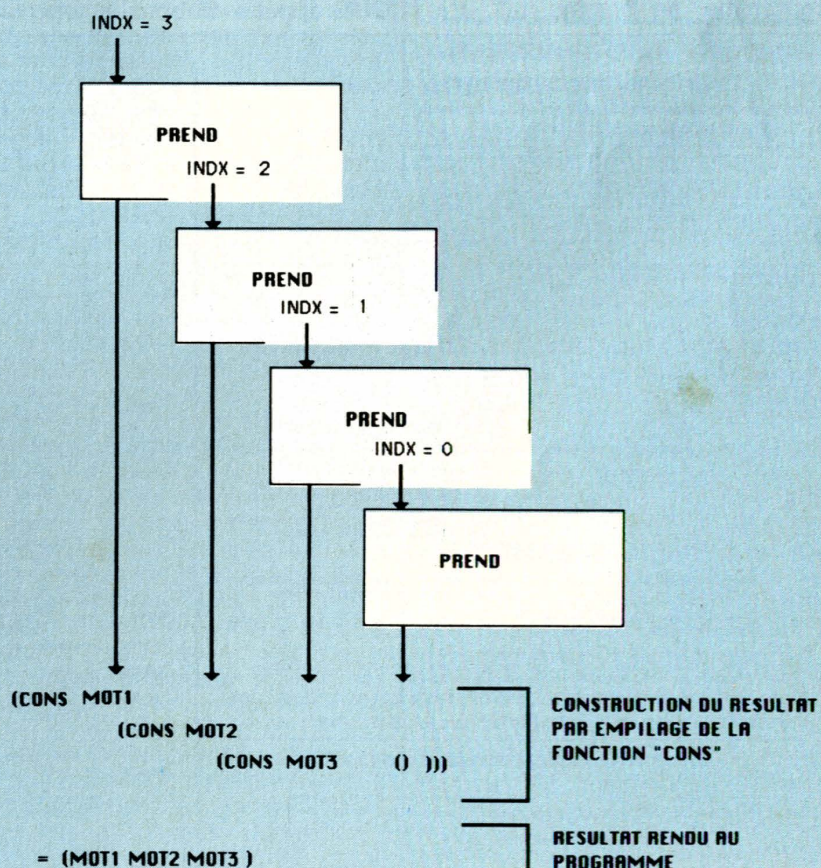 INDX = 3
PREND
INDX = 2
PREND
INDX = 1
PREND
INDX = 0
PREND
(CONS MOT1
(CONS MOT2
(CONS MOT3 () )))
CONSTRUCTION DU RESULTAT
PAR EMPILAGE DE LA
FONCTION "CONS"
= (MOT1 MOT2 MOT3 )
RESULTAT RENDU AU
PROGRAMME